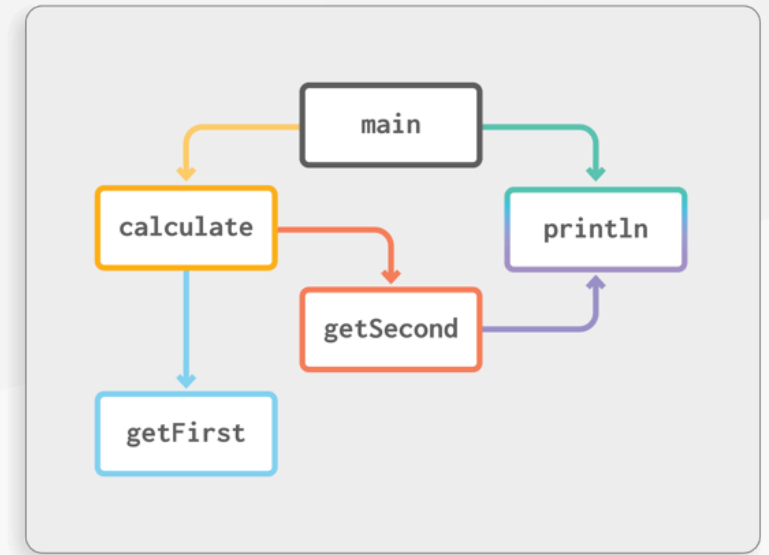 main
calculate
println
getSecond
getFirst